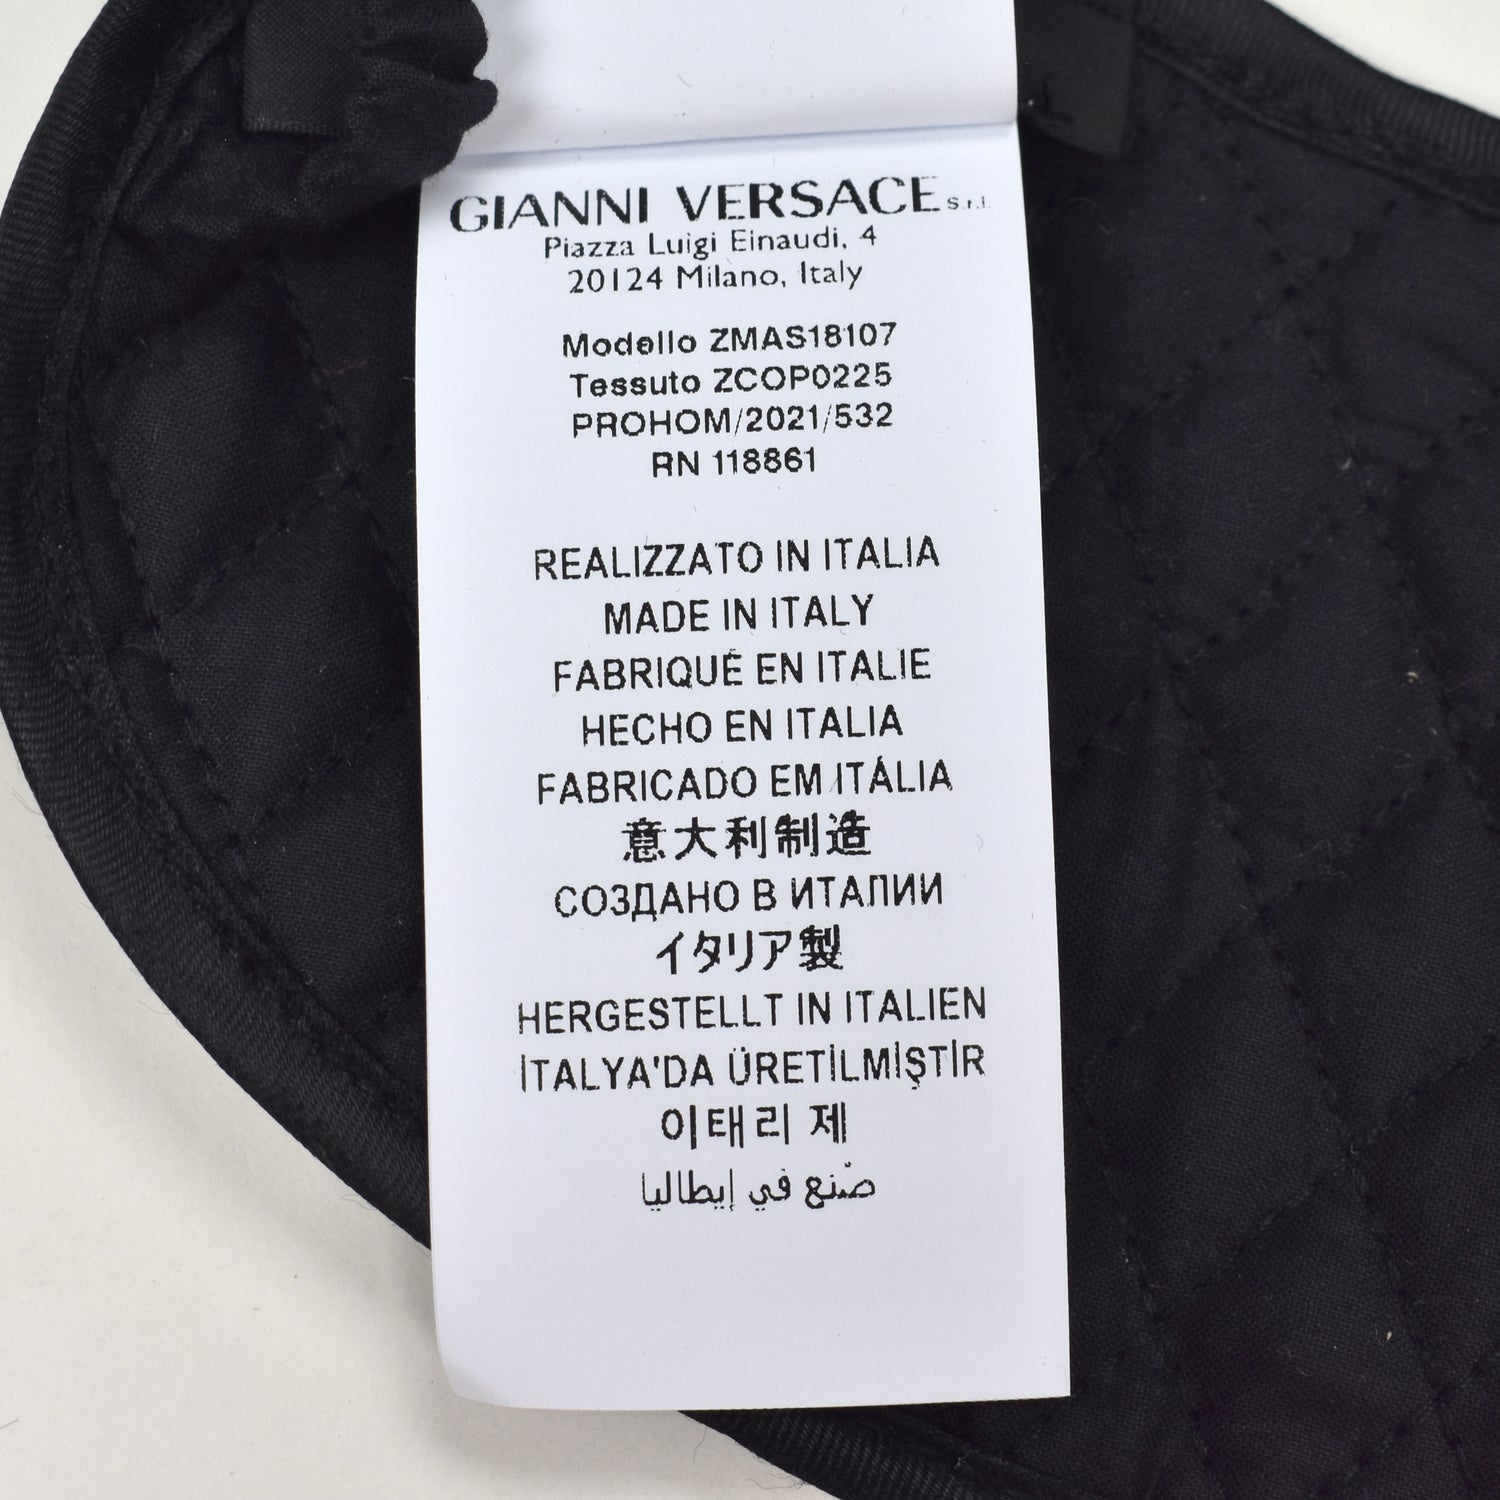 GIANNI VERSACE s.r.l.
Piazza Luigi Einaudi, 4
20124 Milano, Italy
Modello ZMAS18107
Tessuto ZCOP0225
PROHOM/2021/532
RN 118861
REALIZZATO IN ITALIA
MADE IN ITALY
FABRIQUÉ EN ITALIE
HECHO EN ITALIA
FABRICADO EM ITÁLIA
意大利制造
СОЗДАНО В ИТАЛИИ
イタリア製
HERGESTELLT IN ITALIEN
İTALYA'DA ÜRETİLMİŞTİR
이태리 제
صْنع في إيطاليا